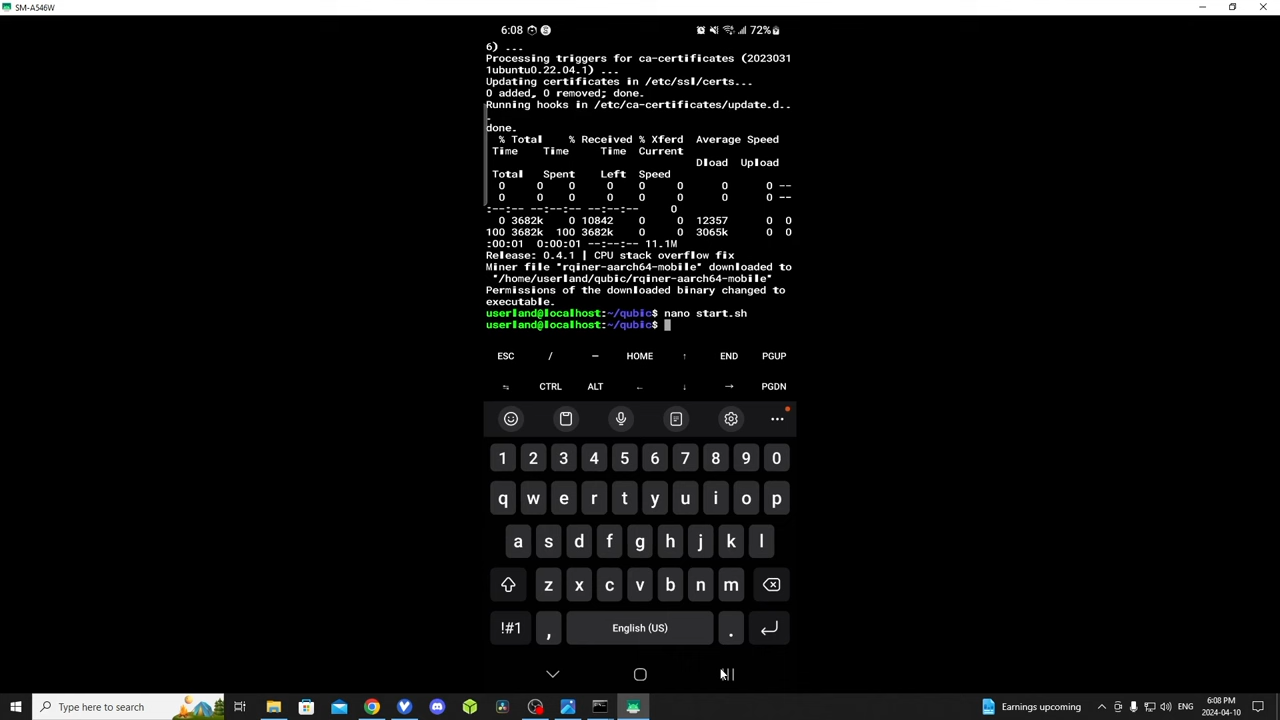 SM-A546W
6:08
72%
6) ...
Processing triggers for ca-certificates (2023031
1ubuntu0.22.04.1) ...
Updating certificates in /etc/ssl/certs...
0 added, 0 removed; done.
Running hooks in /etc/ca-certificates/update.d..
.
done.
% Total % Received % Xferd Average Speed
Time Time Time Current
Dload Upload
Total Spent Left Speed
0 0 0 0 0 0 0 0 --
0 0 0 0 0 0 0 0 --
:--:-- --:--:-- --:--:-- 0
0 3682k 0 10842 0 0 12357 0 0
100 3682k 100 3682k 0 0 3065k 0 0
:00:01 0:00:01 --:--:-- 11.1M
Release: 0.4.1 | CPU stack overflow fix
Miner file "rqiner-aarch64-mobile" downloaded to
"/home/userland/qubic/rqiner-aarch64-mobile"
Permissions of the downloaded binary changed to
executable.
userland@localhost:~/qubic$ nano start.sh
userland@localhost:~/qubic$
ESC / — HOME ↑ END PGUP
⇆ CTRL ALT ← ↓ → PGDN
1 2 3 4 5 6 7 8 9 0
q w e r t y u i o p
a s d f g h j k l
z x c v b n m
!#1 , English (US) .
Type here to search
Earnings upcoming
ENG
6:08 PM
2024-04-10